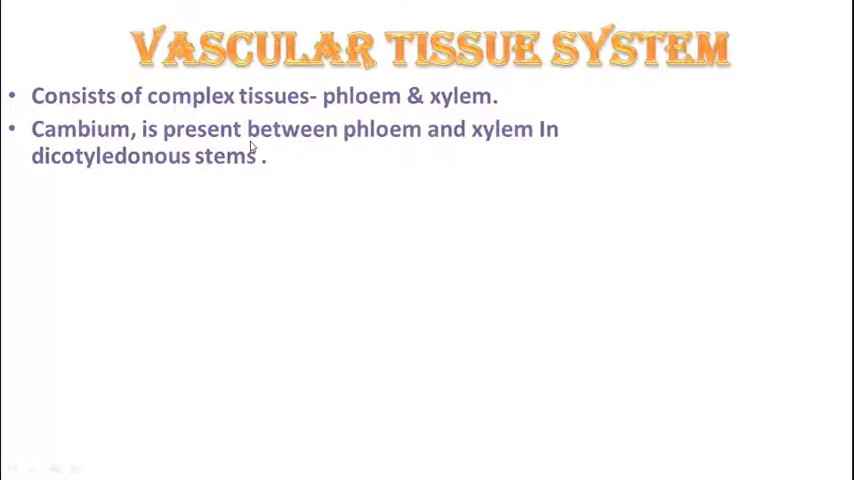 VASCULAR TISSUE SYSTEM
• Consists of complex tissues- phloem & xylem.
• Cambium, is present between phloem and xylem In
dicotyledonous stems .